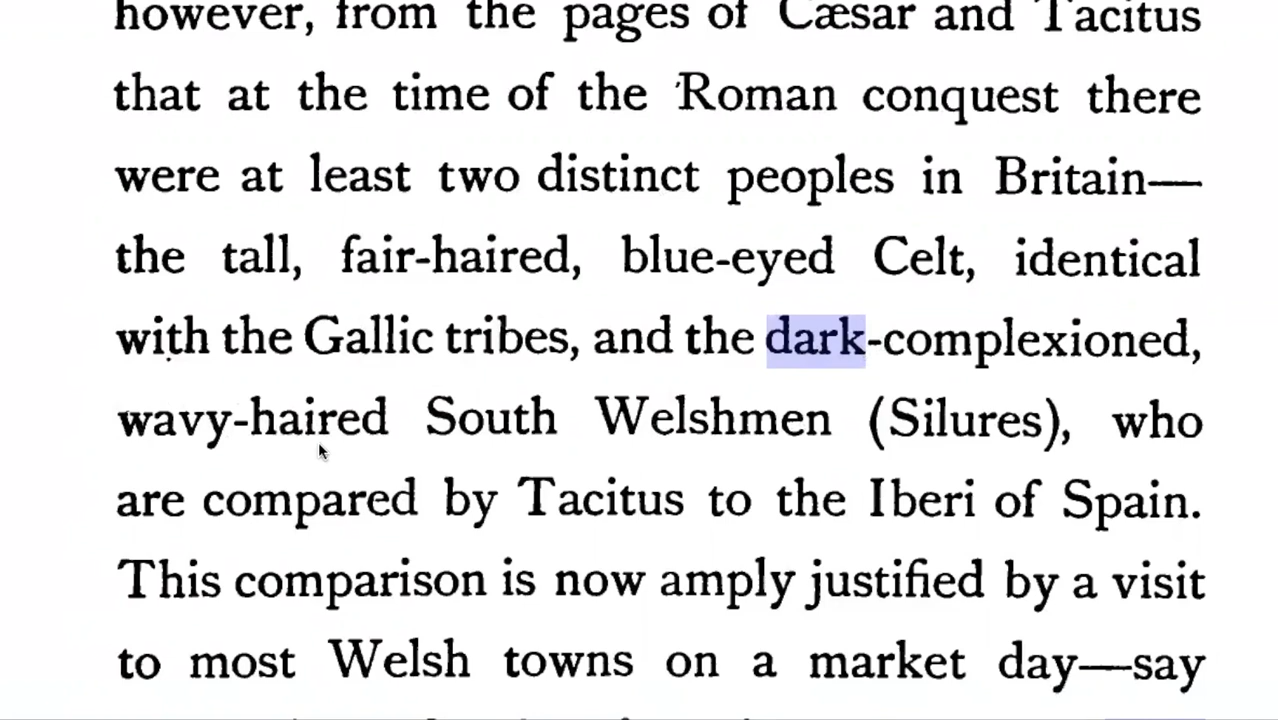 however, from the pages of Cæsar and Tacitus
that at the time of the Roman conquest there
were at least two distinct peoples in Britain—
the tall, fair-haired, blue-eyed Celt, identical
with the Gallic tribes, and the dark-complexioned,
wavy-haired South Welshmen (Silures), who
are compared by Tacitus to the Iberi of Spain.
This comparison is now amply justified by a visit
to most Welsh towns on a market day—say